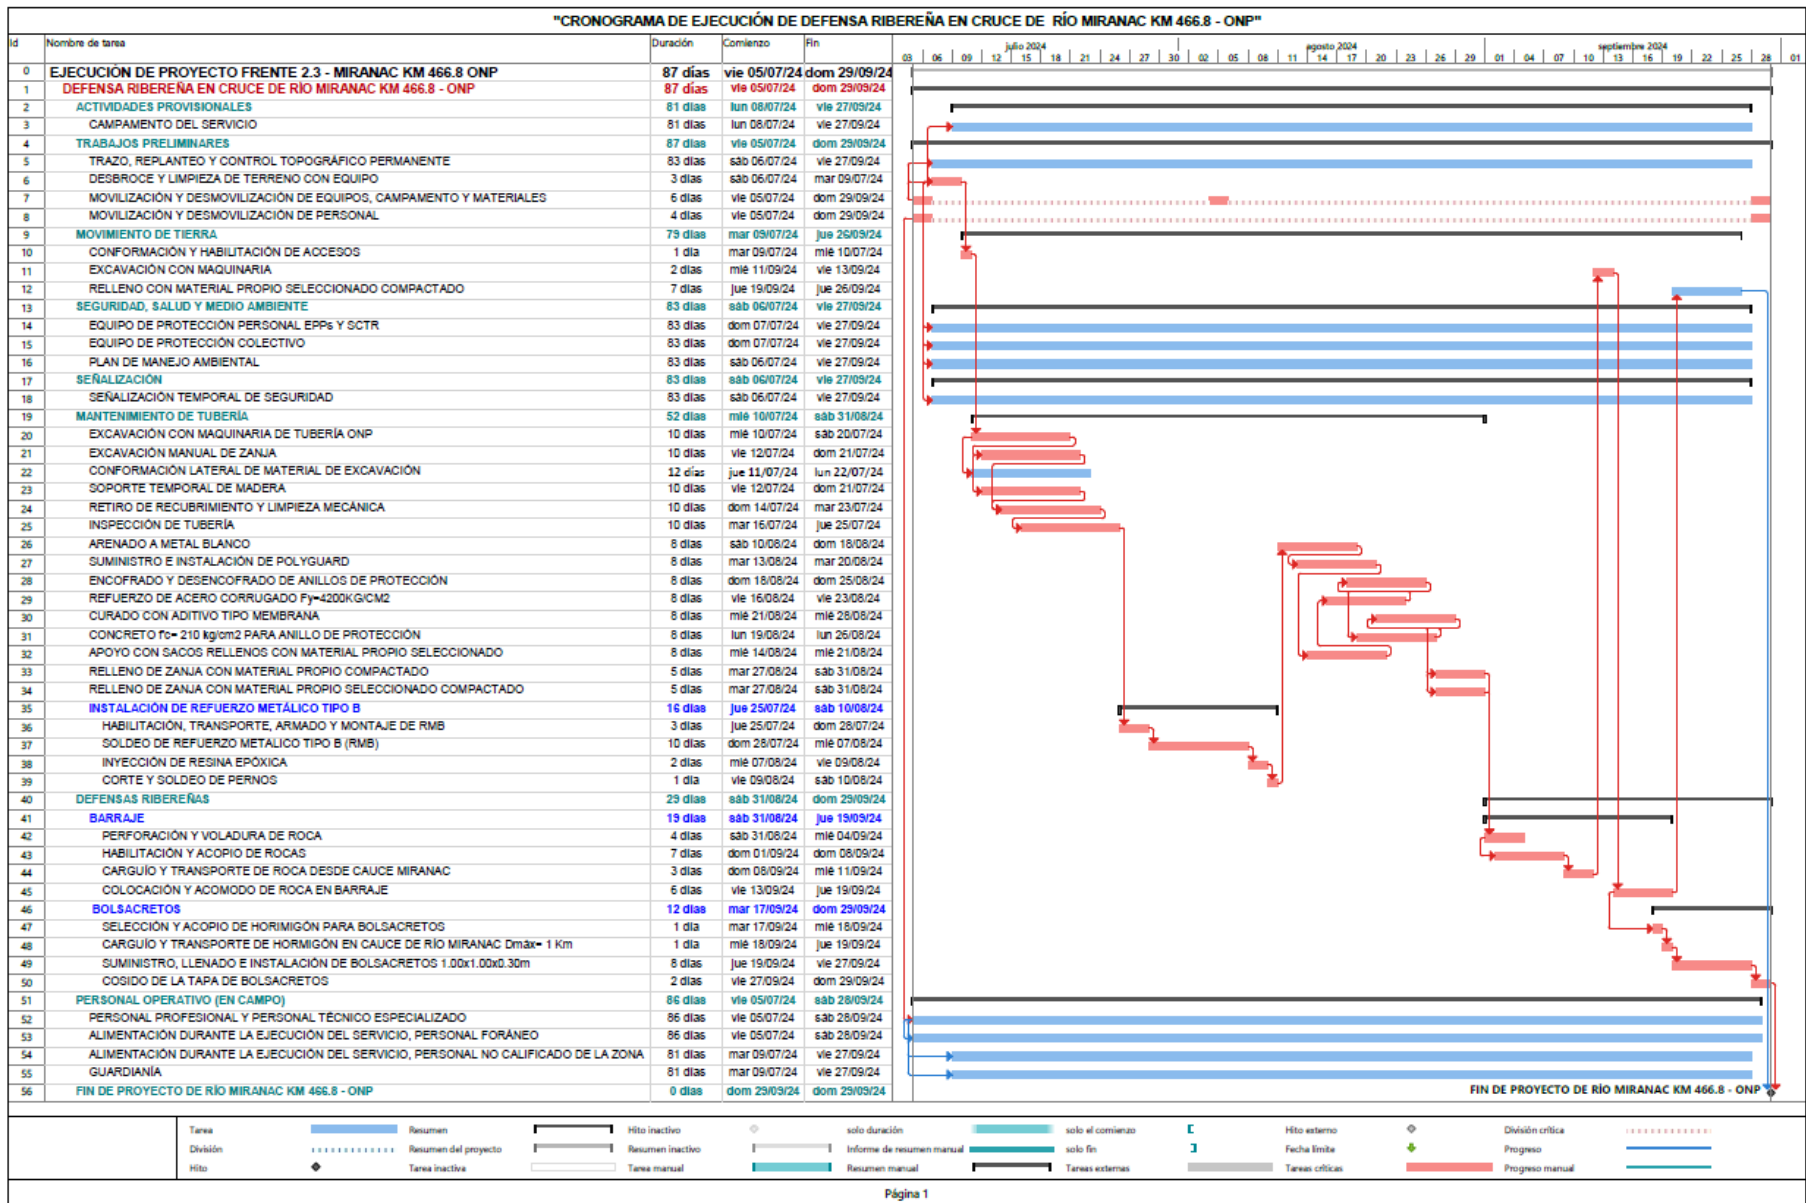 "CRONOGRAMA DE EJECUCIÓN DE DEFENSA RIBEREÑA EN CRUCE DE RÍO MIRANAC KM 466.8 - ONP"
Id Nombre de tarea Duración Comienzo Fin julio 2024 agosto 2024 septiembre 2024
03 06 09 12 15 18 21 24 27 30 02 05 08 11 14 17 20 23 26 29 01 04 07 10 13 16 19 22 25 28 01
0 EJECUCIÓN DE PROYECTO FRENTE 2.3 - MIRANAC KM 466.8 ONP 87 días vie 05/07/24 dom 29/09/24
1 DEFENSA RIBEREÑA EN CRUCE DE RÍO MIRANAC KM 466.8 - ONP 87 días vie 05/07/24 dom 29/09/24
2 ACTIVIDADES PROVISIONALES 81 días lun 08/07/24 vie 27/09/24
3 CAMPAMENTO DEL SERVICIO 81 días lun 08/07/24 vie 27/09/24
4 TRABAJOS PRELIMINARES 87 días vie 05/07/24 dom 29/09/24
5 TRAZO, REPLANTEO Y CONTROL TOPOGRÁFICO PERMANENTE 83 días sáb 06/07/24 vie 27/09/24
6 DESBROCE Y LIMPIEZA DE TERRENO CON EQUIPO 3 días sáb 06/07/24 mar 09/07/24
7 MOVILIZACIÓN Y DESMOVILIZACIÓN DE EQUIPOS, CAMPAMENTO Y MATERIALES 6 días vie 05/07/24 dom 29/09/24
8 MOVILIZACIÓN Y DESMOVILIZACIÓN DE PERSONAL 4 días vie 05/07/24 dom 29/09/24
9 MOVIMIENTO DE TIERRA 79 días mar 09/07/24 jue 26/09/24
10 CONFORMACIÓN Y HABILITACIÓN DE ACCESOS 1 día mar 09/07/24 mié 10/07/24
11 EXCAVACIÓN CON MAQUINARIA 2 días mié 11/09/24 vie 13/09/24
12 RELLENO CON MATERIAL PROPIO SELECCIONADO COMPACTADO 7 días jue 19/09/24 jue 26/09/24
13 SEGURIDAD, SALUD Y MEDIO AMBIENTE 83 días sáb 06/07/24 vie 27/09/24
14 EQUIPO DE PROTECCIÓN PERSONAL EPPs Y SCTR 83 días dom 07/07/24 vie 27/09/24
15 EQUIPO DE PROTECCIÓN COLECTIVO 83 días dom 07/07/24 vie 27/09/24
16 PLAN DE MANEJO AMBIENTAL 83 días sáb 06/07/24 vie 27/09/24
17 SEÑALIZACIÓN 83 días sáb 06/07/24 vie 27/09/24
18 SEÑALIZACIÓN TEMPORAL DE SEGURIDAD 83 días sáb 06/07/24 vie 27/09/24
19 MANTENIMIENTO DE TUBERÍA 52 días mié 10/07/24 sáb 31/08/24
20 EXCAVACIÓN CON MAQUINARIA DE TUBERÍA ONP 10 días mié 10/07/24 sáb 20/07/24
21 EXCAVACIÓN MANUAL DE ZANJA 10 días vie 12/07/24 dom 21/07/24
22 CONFORMACIÓN LATERAL DE MATERIAL DE EXCAVACIÓN 12 días jue 11/07/24 lun 22/07/24
23 SOPORTE TEMPORAL DE MADERA 10 días vie 12/07/24 dom 21/07/24
24 RETIRO DE RECUBRIMIENTO Y LIMPIEZA MECÁNICA 10 días dom 14/07/24 mar 23/07/24
25 INSPECCIÓN DE TUBERÍA 10 días mar 16/07/24 jue 25/07/24
26 ARENADO A METAL BLANCO 8 días sáb 10/08/24 dom 18/08/24
27 SUMINISTRO E INSTALACIÓN DE POLYGUARD 8 días mar 13/08/24 mar 20/08/24
28 ENCOFRADO Y DESENCOFRADO DE ANILLOS DE PROTECCIÓN 8 días dom 18/08/24 dom 25/08/24
29 REFUERZO DE ACERO CORRUGADO Fy=4200KG/CM2 8 días vie 16/08/24 vie 23/08/24
30 CURADO CON ADITIVO TIPO MEMBRANA 8 días mié 21/08/24 mié 28/08/24
31 CONCRETO f'c= 210 kg/cm2 PARA ANILLO DE PROTECCIÓN 8 días lun 19/08/24 lun 26/08/24
32 APOYO CON SACOS RELLENOS CON MATERIAL PROPIO SELECCIONADO 8 días mié 14/08/24 mié 21/08/24
33 RELLENO DE ZANJA CON MATERIAL PROPIO COMPACTADO 5 días mar 27/08/24 sáb 31/08/24
34 RELLENO DE ZANJA CON MATERIAL PROPIO SELECCIONADO COMPACTADO 5 días mar 27/08/24 sáb 31/08/24
35 INSTALACIÓN DE REFUERZO METÁLICO TIPO B 16 días jue 25/07/24 sáb 10/08/24
36 HABILITACIÓN, TRANSPORTE, ARMADO Y MONTAJE DE RMB 3 días jue 25/07/24 dom 28/07/24
37 SOLDEO DE REFUERZO METALICO TIPO B (RMB) 10 días dom 28/07/24 mié 07/08/24
38 INYECCIÓN DE RESINA EPÓXICA 2 días mié 07/08/24 vie 09/08/24
39 CORTE Y SOLDEO DE PERNOS 1 día vie 09/08/24 sáb 10/08/24
40 DEFENSAS RIBEREÑAS 29 días sáb 31/08/24 dom 29/09/24
41 BARRAJE 19 días sáb 31/08/24 jue 19/09/24
42 PERFORACIÓN Y VOLADURA DE ROCA 4 días sáb 31/08/24 mié 04/09/24
43 HABILITACIÓN Y ACOPIO DE ROCAS 7 días dom 01/09/24 dom 08/09/24
44 CARGUÍO Y TRANSPORTE DE ROCA DESDE CAUCE MIRANAC 3 días dom 08/09/24 mié 11/09/24
45 COLOCACIÓN Y ACOMODO DE ROCA EN BARRAJE 6 días vie 13/09/24 jue 19/09/24
46 BOLSACRETOS 12 días mar 17/09/24 dom 29/09/24
47 SELECCIÓN Y ACOPIO DE HORIMIGÓN PARA BOLSACRETOS 1 día mar 17/09/24 mié 18/09/24
48 CARGUÍO Y TRANSPORTE DE HORMIGÓN EN CAUCE DE RÍO MIRANAC Dmáx= 1 Km 1 día mié 18/09/24 jue 19/09/24
49 SUMINISTRO, LLENADO E INSTALACIÓN DE BOLSACRETOS 1.00x1.00x0.30m 8 días jue 19/09/24 vie 27/09/24
50 COSIDO DE LA TAPA DE BOLSACRETOS 2 días vie 27/09/24 dom 29/09/24
51 PERSONAL OPERATIVO (EN CAMPO) 86 días vie 05/07/24 sáb 28/09/24
52 PERSONAL PROFESIONAL Y PERSONAL TÉCNICO ESPECIALIZADO 86 días vie 05/07/24 sáb 28/09/24
53 ALIMENTACIÓN DURANTE LA EJECUCIÓN DEL SERVICIO, PERSONAL FORÁNEO 86 días vie 05/07/24 sáb 28/09/24
54 ALIMENTACIÓN DURANTE LA EJECUCIÓN DEL SERVICIO, PERSONAL NO CALIFICADO DE LA ZONA 81 días mar 09/07/24 vie 27/09/24
55 GUARDIANÍA 81 días mar 09/07/24 vie 27/09/24
56 FIN DE PROYECTO DE RÍO MIRANAC KM 466.8 - ONP 0 días dom 29/09/24 dom 29/09/24 FIN DE PROYECTO DE RÍO MIRANAC KM 466.8 - ONP
Tarea Resumen Hito inactivo solo duración solo el comienzo Hito externo División crítica
División Resumen del proyecto Resumen inactivo Informe de resumen manual solo fin Fecha límite Progreso
Hito Tarea inactiva Tarea manual Resumen manual Tareas externas Tareas críticas Progreso manual
Página 1